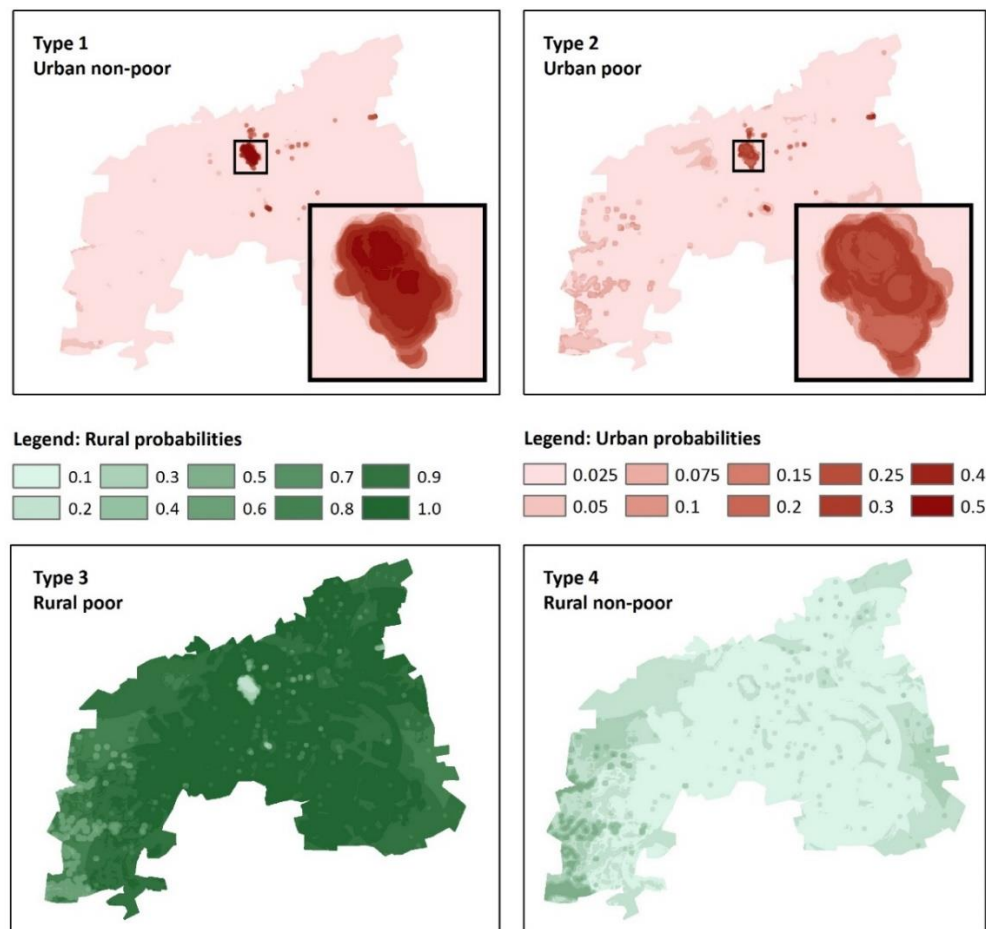 Type 1
Urban non-poor
Type 2
Urban poor
Legend: Rural probabilities
0.1 0.3 0.5 0.7 0.9
0.2 0.4 0.6 0.8 1.0
Legend: Urban probabilities
0.025 0.075 0.15 0.25 0.4
0.05 0.1 0.2 0.3 0.5
Type 3
Rural poor
Type 4
Rural non-poor